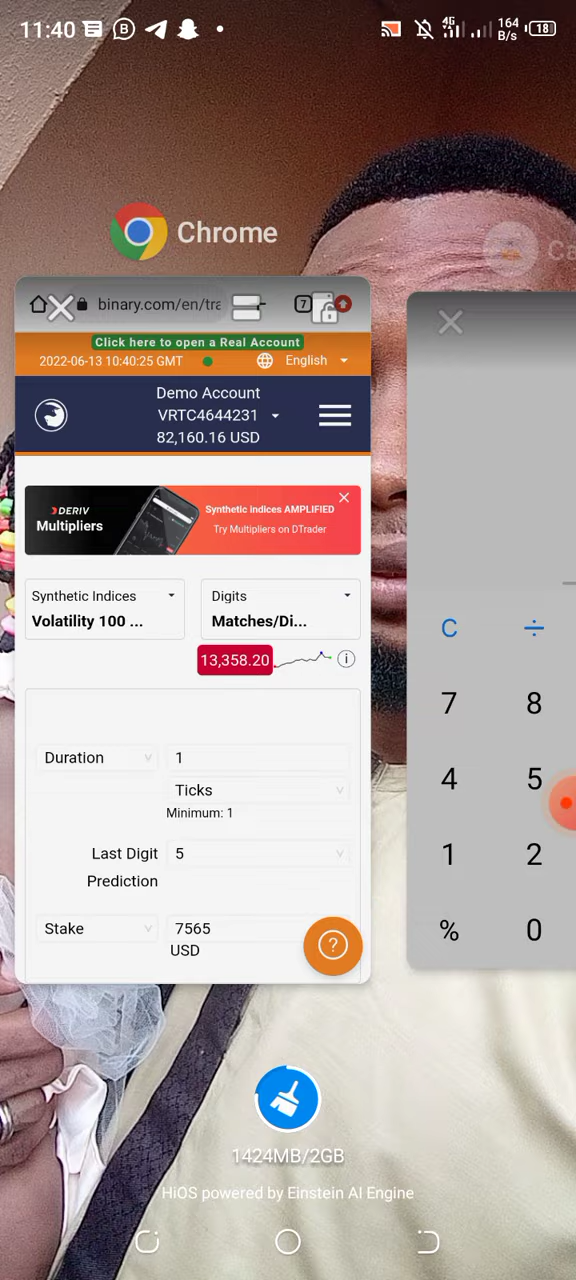 11:40
4G
164
B/s
18
Chrome
Ca
binary.com/en/tra
7
Click here to open a Real Account
2022-06-13 10:40:25 GMT
English
Demo Account
VRTC4644231
82,160.16 USD
DERIV
Multipliers
Synthetic indices AMPLIFIED
Try Multipliers on DTrader
Synthetic Indices
Volatility 100 ...
Digits
Matches/Di...
13,358.20
Duration
1
Ticks
Minimum: 1
Last Digit
Prediction
5
Stake
7565
USD
?
C ÷
7 8
4 5
1 2
% 0
1424MB/2GB
HiOS powered by Einstein AI Engine